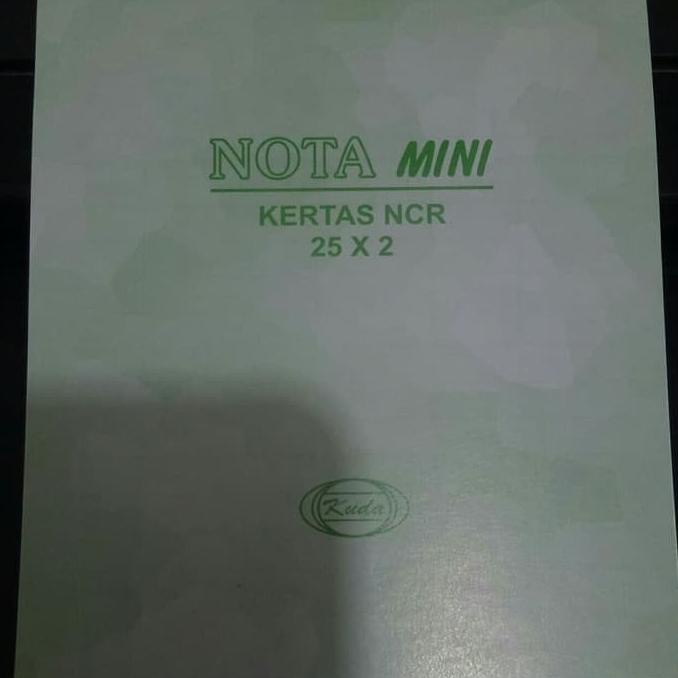 NOTA MINI
KERTAS NCR
25 X 2
Kuda